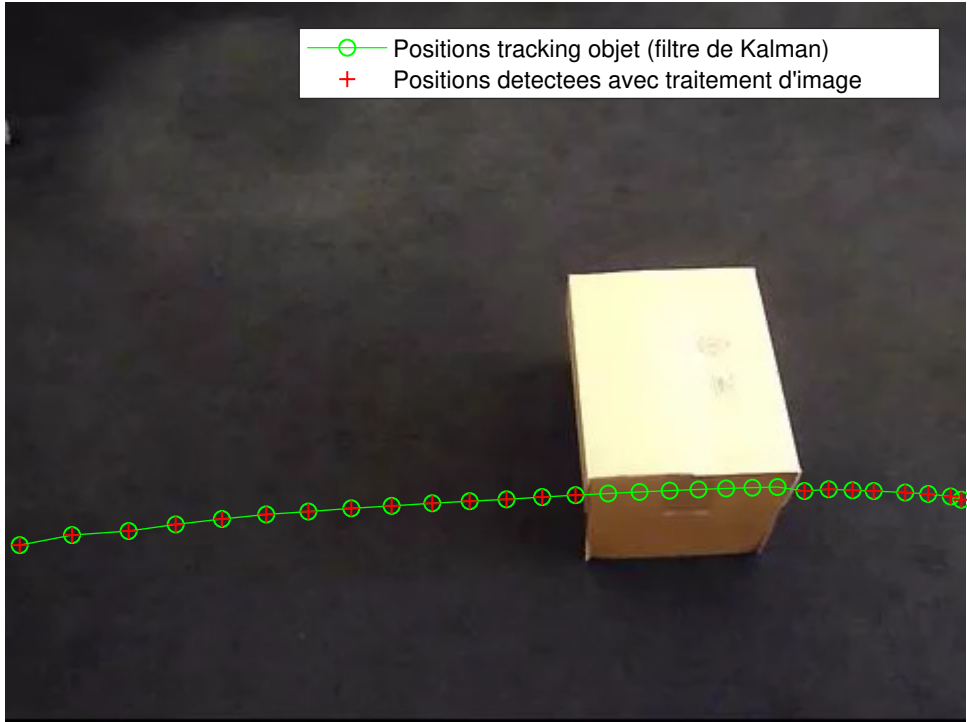 Positions tracking objet (filtre de Kalman)
Positions detectees avec traitement d'image